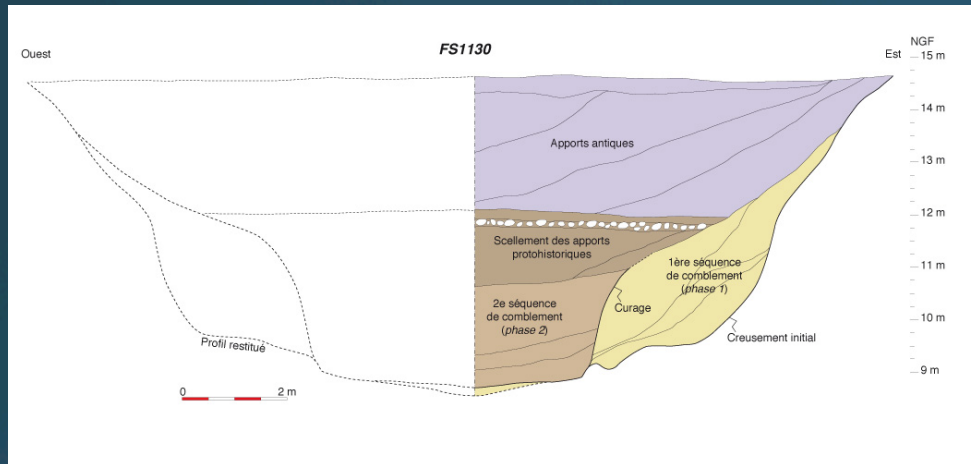 FS1130
Ouest
Est
NGF
15 m
14 m
13 m
12 m
11 m
10 m
9 m
Apports antiques
Scellement des apports
protohistoriques
1ère séquence
de comblement
(phase 1)
2e séquence
de comblement
(phase 2)
Curage
Creusement initial
Profil restitué
0 2 m